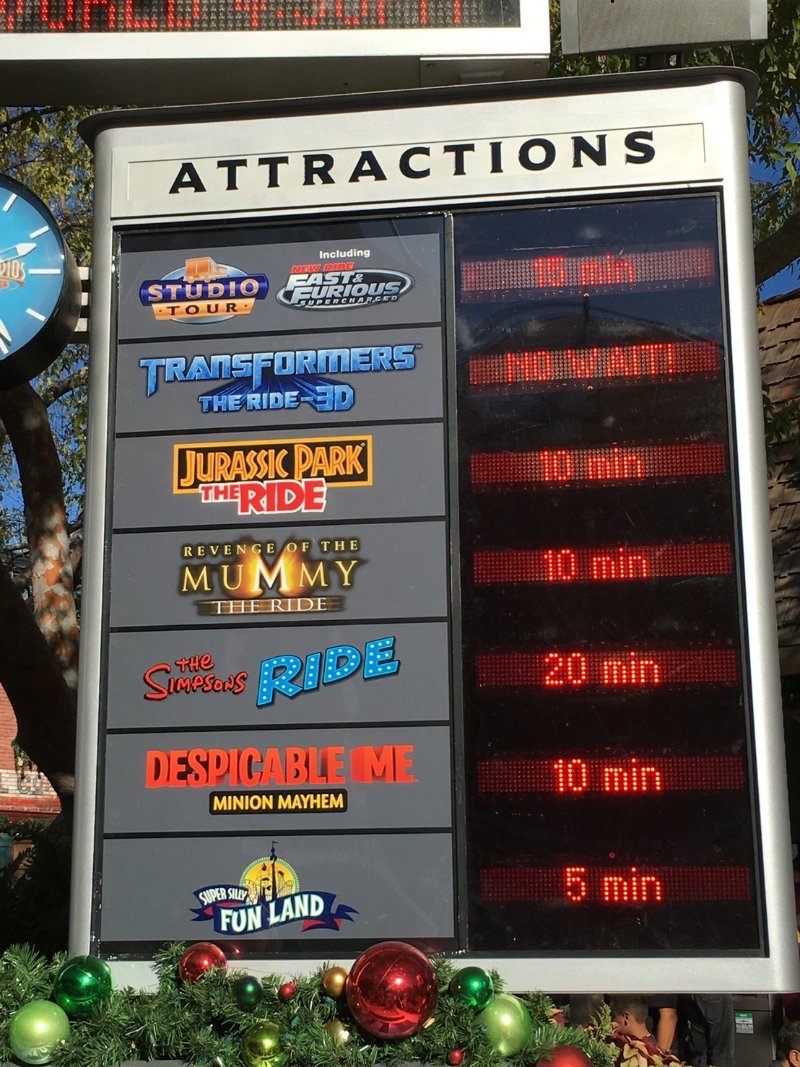 ATTRACTIONS
Including
STUDIO
TOUR
NEW RIDE
FAST &
FURIOUS
SUPERCHARGED
15 min
TRANSFORMERS
THE RIDE-3D
NO WAIT!
JURASSIC PARK
THE RIDE
10 min
REVENGE OF THE
MUMMY
THE RIDE
10 min
THE
SIMPSONS
RIDE
20 min
DESPICABLE ME
MINION MAYHEM
10 min
SUPER SILLY
FUN LAND
5 min